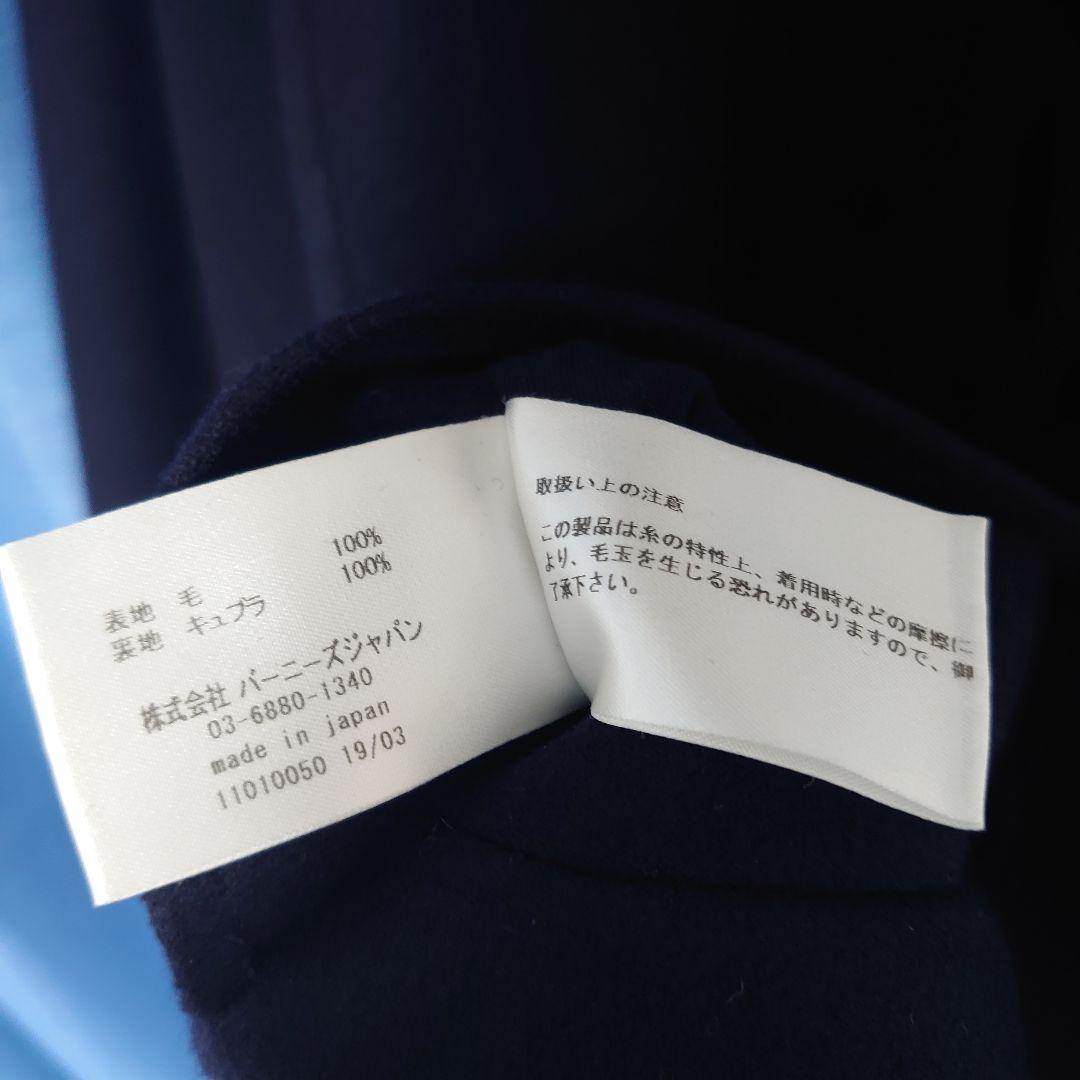 表地 毛 100%
裏地 キュプラ 100%
株式会社 バーニーズジャパン
03-6880-1340
made in japan
11010050 19/03
取扱い上の注意
この製品は糸の特性上、着用時などの摩擦に
より、毛玉を生じる恐れがありますので、御
了承下さい。